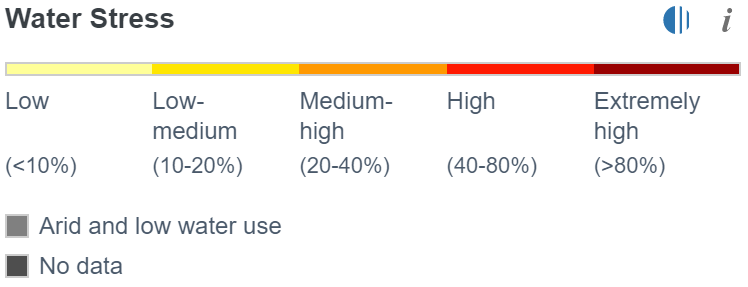 Water Stress i
Low Low- Medium- High Extremely
medium high high
(<10%) (10-20%) (20-40%) (40-80%) (>80%)
Arid and low water use
No data